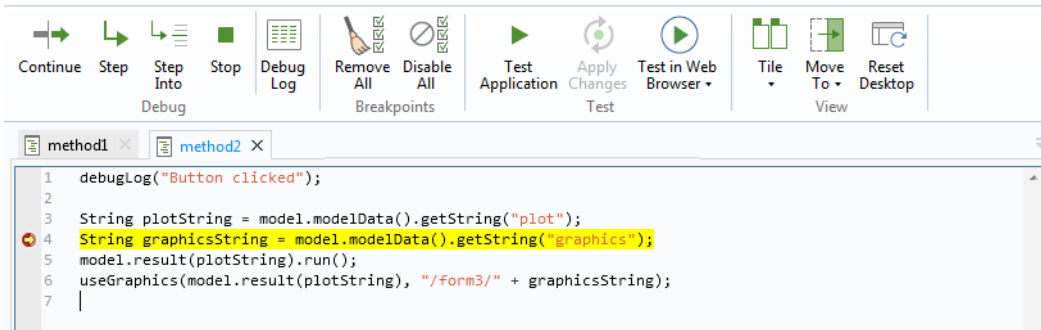 Continue Step Step Into Stop Debug Log Remove All Disable All Test Application Apply Changes Test in Web Browser Tile Move To Reset Desktop
Debug Breakpoints Test View
method1 method2
1 debugLog("Button clicked");
2
3 String plotString = model.modelData().getString("plot");
4 String graphicsString = model.modelData().getString("graphics");
5 model.result(plotString).run();
6 useGraphics(model.result(plotString), "/form3/" + graphicsString);
7